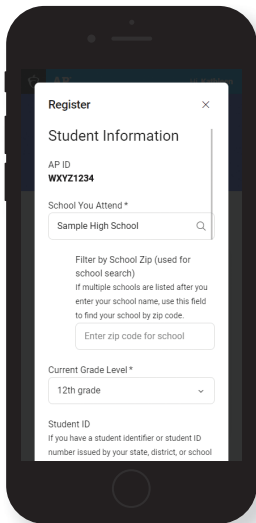 Register
Student Information
AP ID
WXYZ1234
School You Attend *
Sample High School
Filter by School Zip (used for
school search)
If multiple schools are listed after you
enter your school name, use this field
to find your school by zip code.
Enter zip code for school
Current Grade Level *
12th grade
Student ID
If you have a student identifier or student ID
number issued by your state, district, or school